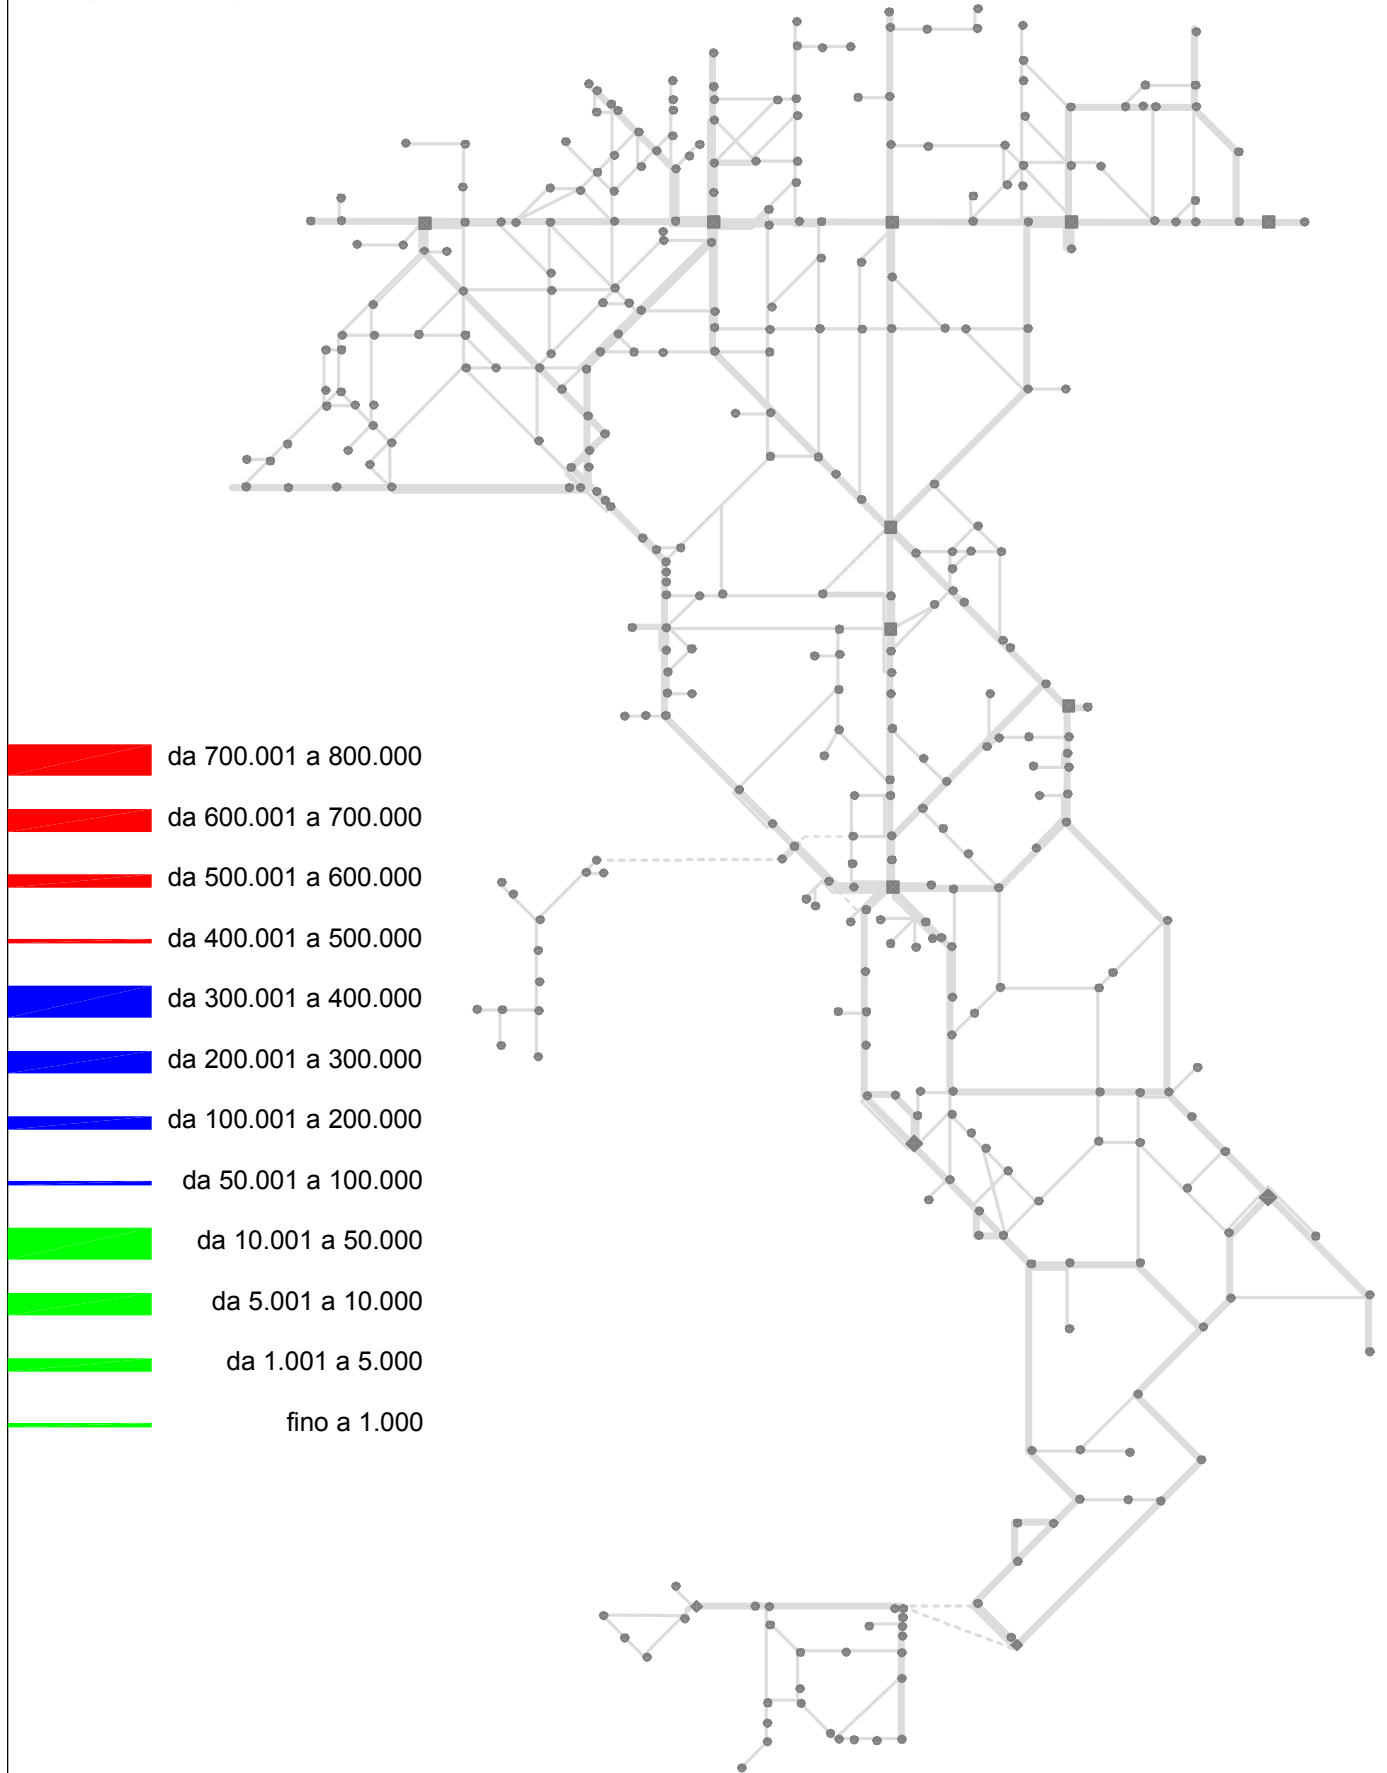 da 700.001 a 800.000
da 600.001 a 700.000
da 500.001 a 600.000
da 400.001 a 500.000
da 300.001 a 400.000
da 200.001 a 300.000
da 100.001 a 200.000
da 50.001 a 100.000
da 10.001 a 50.000
da 5.001 a 10.000
da 1.001 a 5.000
fino a 1.000